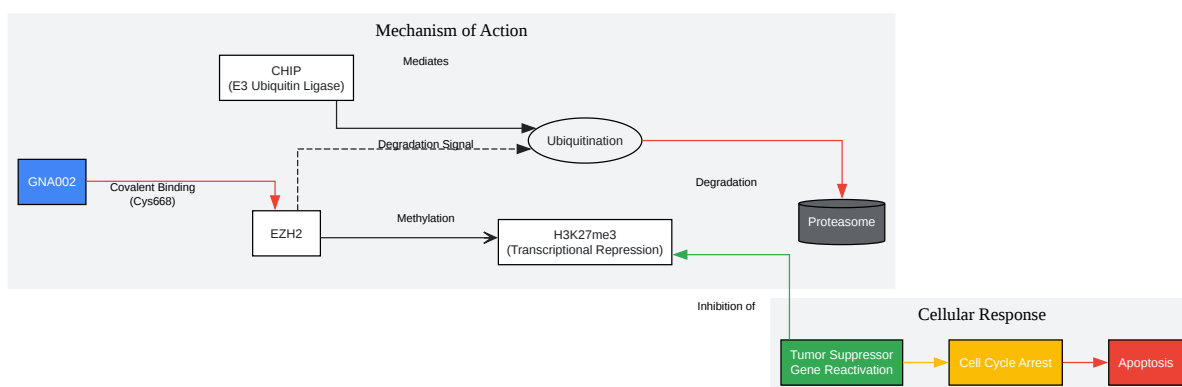 Mechanism of Action
CHIP
(E3 Ubiquitin Ligase)
Mediates
Ubiquitination
Degradation Signal
GNA002
Covalent Binding
(Cys668)
Degradation
Proteasome
EZH2
Methylation
H3K27me3
(Transcriptional Repression)
Inhibition of
Cellular Response
Tumor Suppressor
Gene Reactivation
Cell Cycle Arrest
Apoptosis